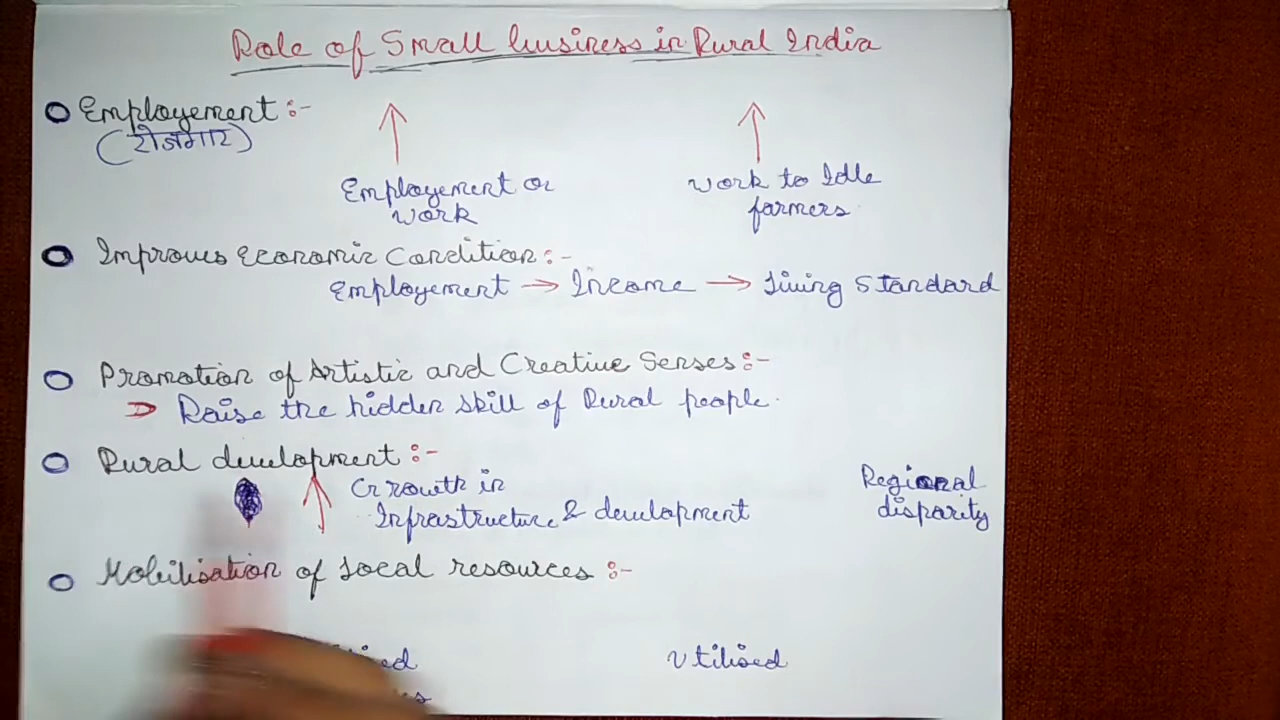 Role of Small business in Rural India
Employement :-
(रोजगार)
Employement or
work
work to Idle
farmers
Improves Economic Condition :-
Employement → Income → Living Standard
Promotion of Artistic and Creative Senses :-
Raise the hidden skill of Rural people.
Rural development :-
Growth in
Infrastructure & development
Regional
disparity
Mobilisation of Local resources :-
Utilised